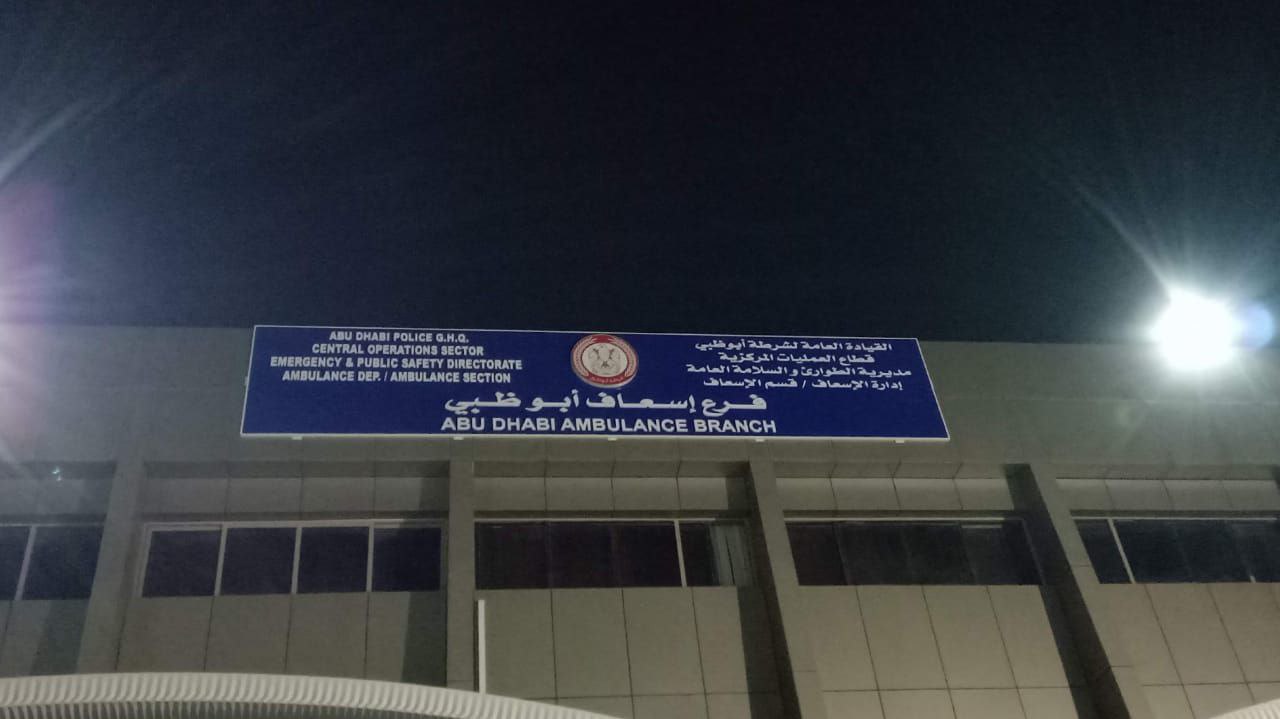 ABU DHABI POLICE G.H.Q.
CENTRAL OPERATIONS SECTOR
EMERGENCY & PUBLIC SAFETY DIRECTORATE
AMBULANCE DEP. / AMBULANCE SECTION
القيادة العامة لشرطة أبوظبي
قطاع العمليات المركزية
مديرية الطوارئ و السلامة العامة
إدارة الإسعاف / قسم الإسعاف
فرع إسعاف أبو ظبي
ABU DHABI AMBULANCE BRANCH